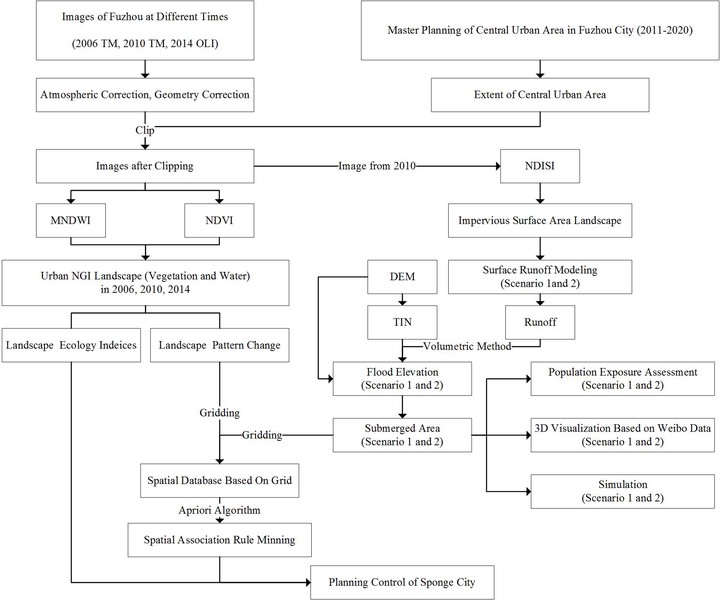 Images of Fuzhou at Different Times
(2006 TM, 2010 TM, 2014 OLI)
Master Planning of Central Urban Area in Fuzhou City (2011-2020)
Atmospheric Correction, Geometry Correction
Extent of Central Urban Area
Clip
Images after Clipping
Image from 2010
NDISI
MNDWI
NDVI
Impervious Surface Area Landscape
Urban NGI Landscape (Vegetation and Water)
in 2006, 2010, 2014
DEM
Surface Runoff Modeling
(Scenario 1and 2)
TIN
Runoff
Landscape Ecology Indeices
Landscape Pattern Change
Volumetric Method
Flood Elevation
(Scenario 1 and 2)
Population Exposure Assessment
(Scenario 1 and 2)
Gridding
Gridding
Submerged Area
(Scenario 1 and 2)
3D Visualization Based on Weibo Data
(Scenario 1 and 2)
Spatial Database Based On Grid
Simulation
(Scenario 1 and 2)
Apriori Algorithm
Spatial Association Rule Minning
Planning Control of Sponge City